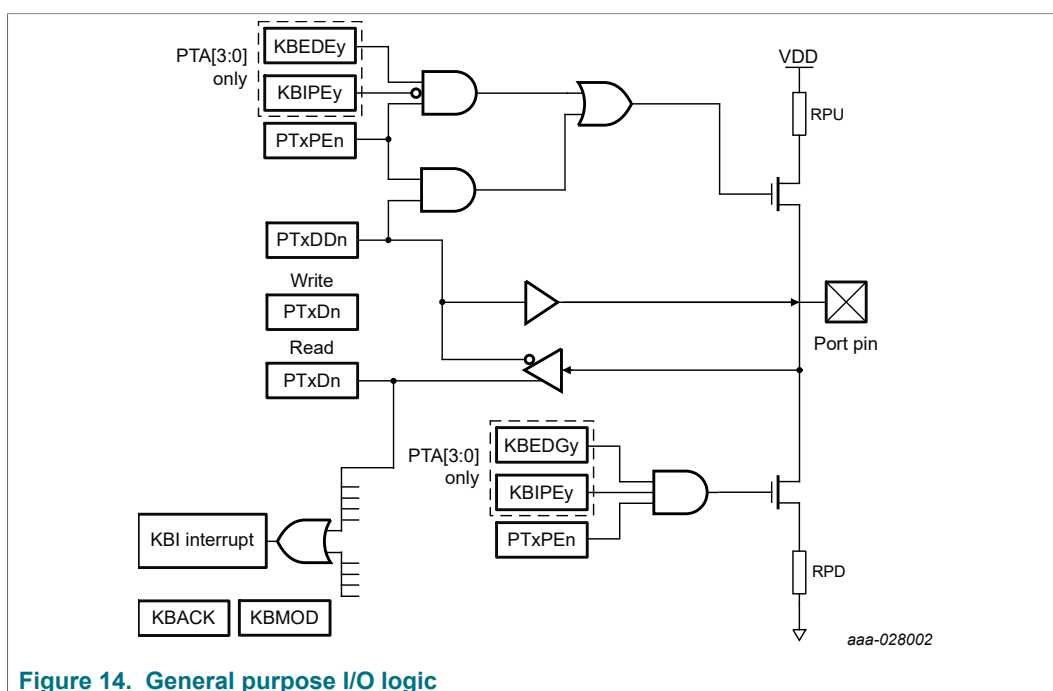 PTA[3:0]
only
KBEDEy
KBIPEy
PTxPEn
VDD
RPU
PTxDDn
Write
PTxDn
Read
PTxDn
Port pin
PTA[3:0]
only
KBEDGy
KBIPEy
PTxPEn
KBI interrupt
RPD
KBACK
KBMOD
aaa-028002
Figure 14. General purpose I/O logic